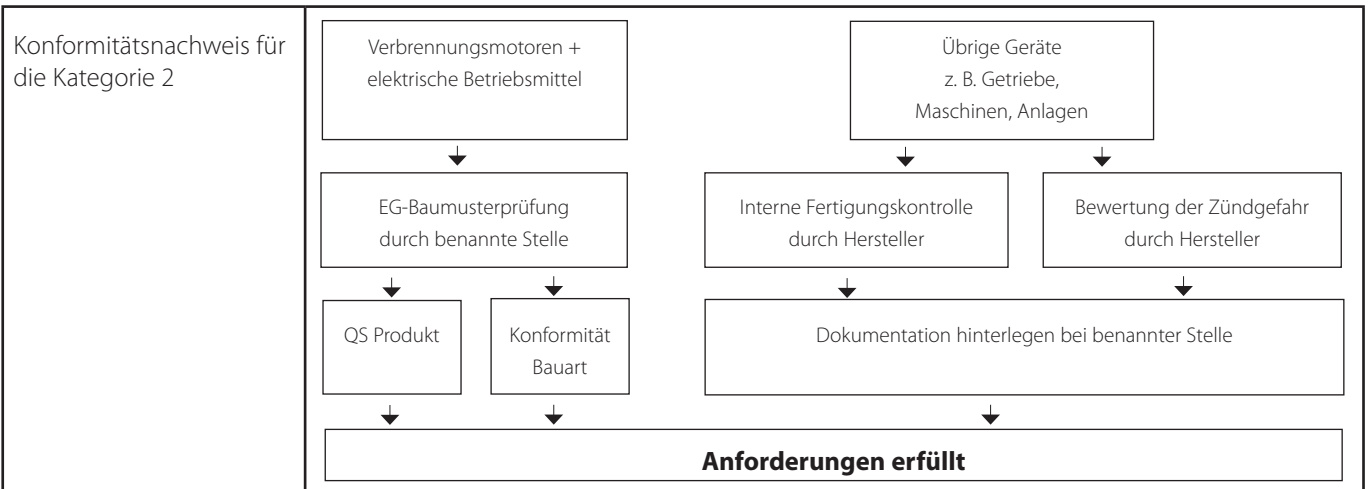 Konformitätsnachweis für
die Kategorie 2
Verbrennungsmotoren +
elektrische Betriebsmittel
Übrige Geräte
z. B. Getriebe,
Maschinen, Anlagen
EG-Baumusterprüfung
durch benannte Stelle
Interne Fertigungskontrolle
durch Hersteller
Bewertung der Zündgefahr
durch Hersteller
QS Produkt
Konformität
Bauart
Dokumentation hinterlegen bei benannter Stelle
Anforderungen erfüllt